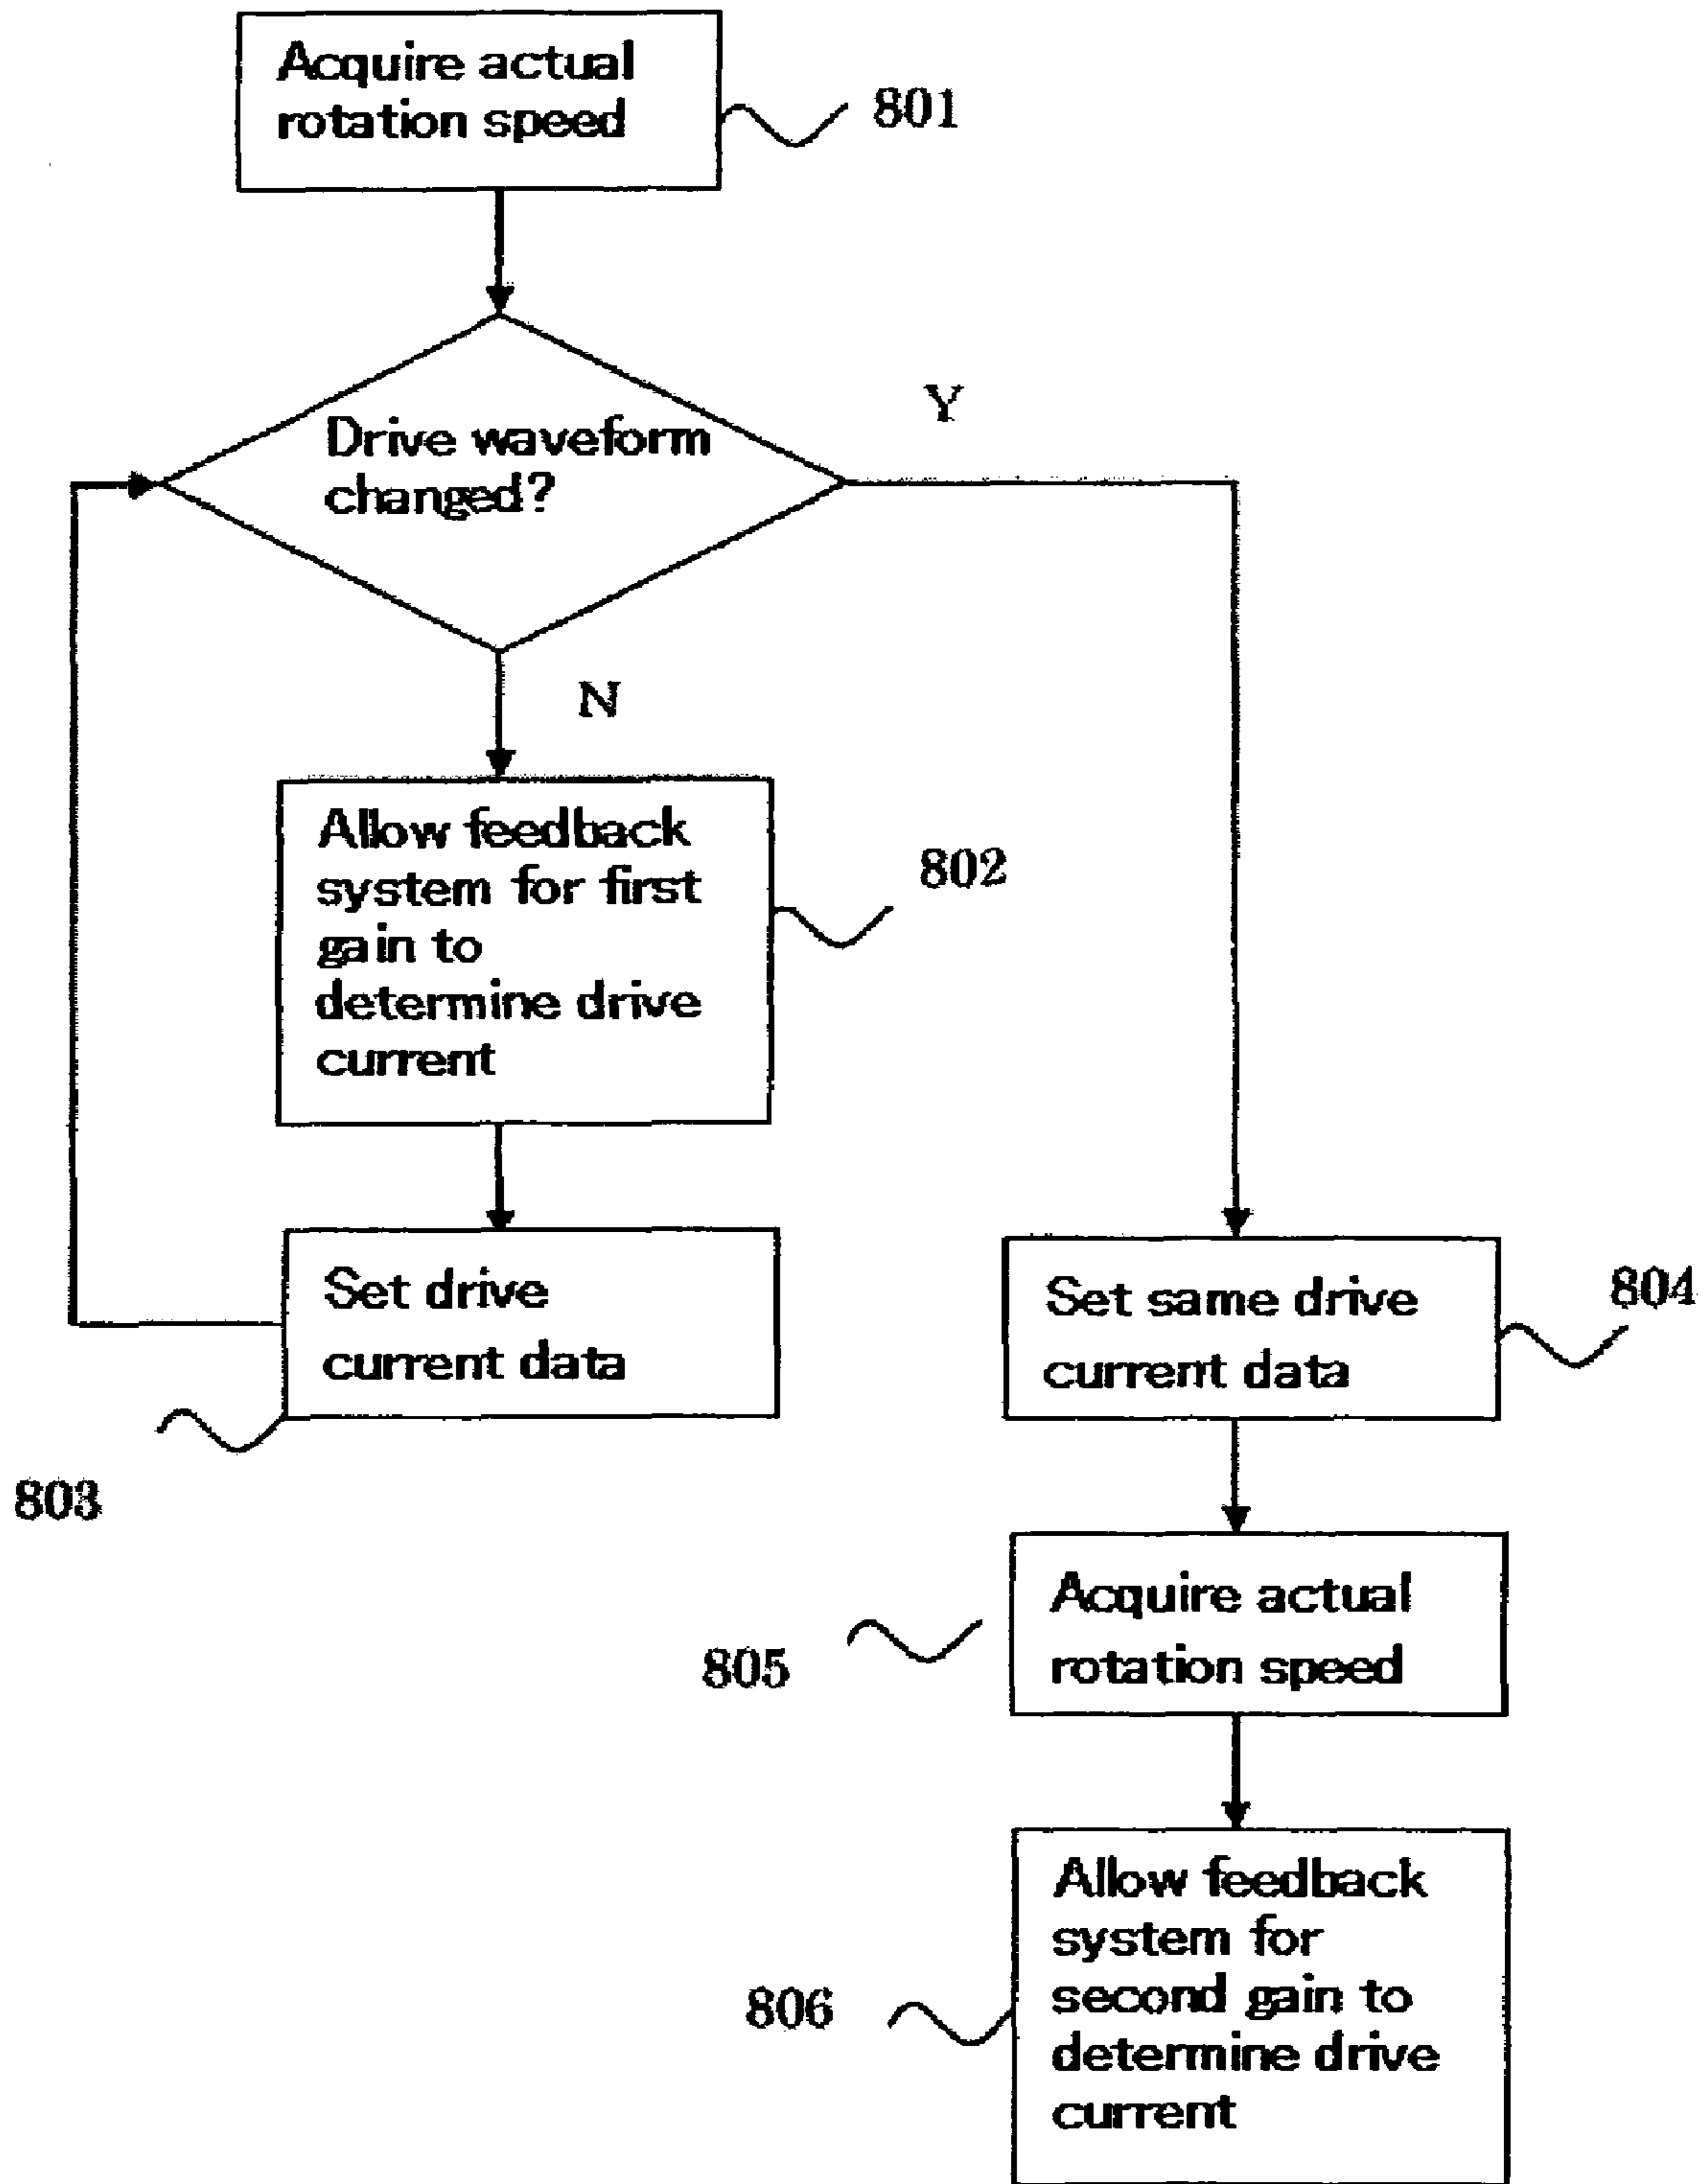 Acquire actual
rotation speed
801
Drive waveform
changed?
Y
N
Allow feedback
system for first
gain to
determine drive
current
802
Set drive
current data
803
Set same drive
current data
804
Acquire actual
rotation speed
805
Allow feedback
system for
second gain to
determine drive
current
806